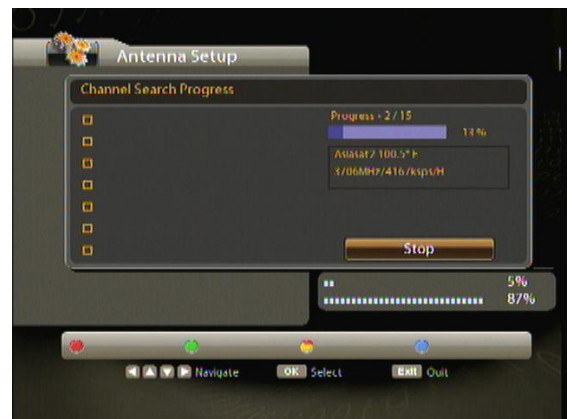 Antenna Setup
Channel Search Progress
Progress - 2/15
13%
Asiasat2 100.5° E
3706MHz/4167ksps/H
Stop
5%
87%
Navigate OK Select Exit Quit